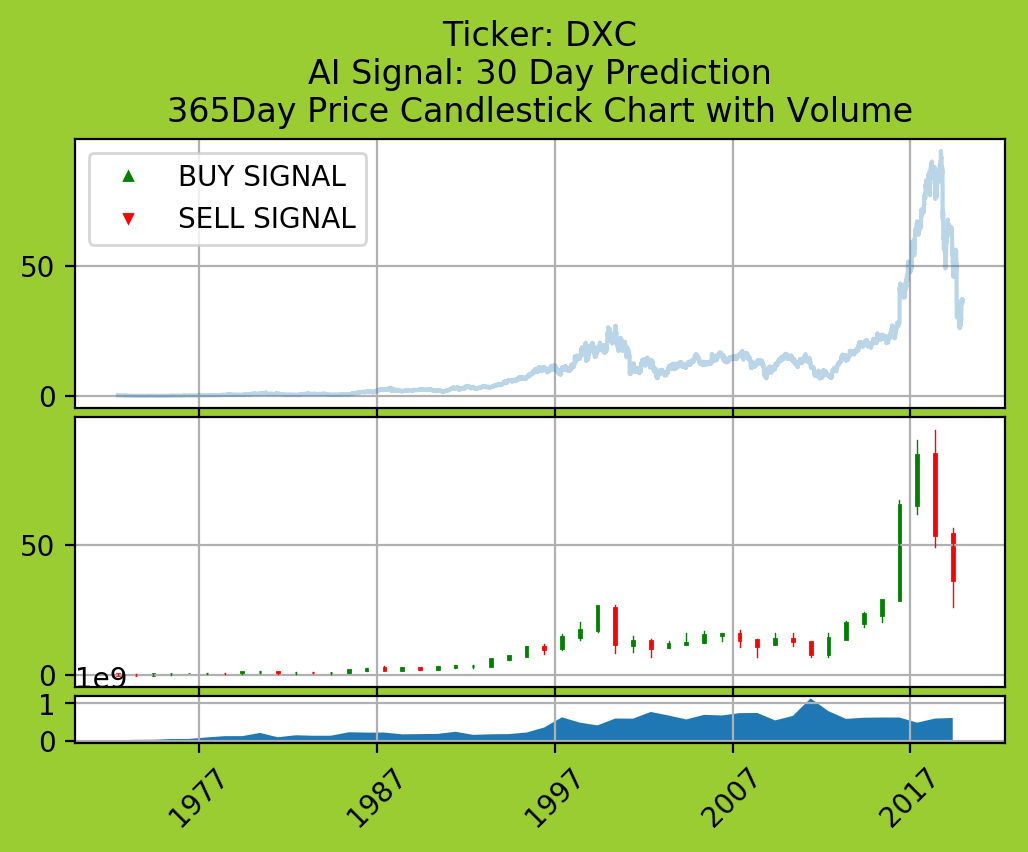 Ticker: DXC
AI Signal: 30 Day Prediction
365Day Price Candlestick Chart with Volume
BUY SIGNAL
SELL SIGNAL
50
0
50
0
1e9
1
0
1977
1987
1997
2007
2017